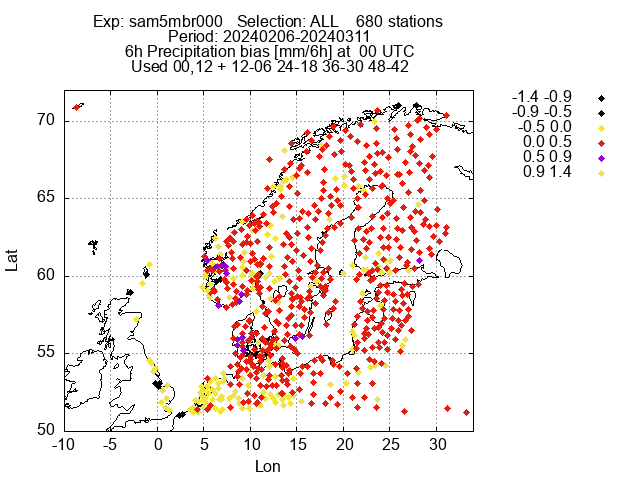 Exp: sam5mbr000   Selection: ALL    680 stations
Period: 20240206-20240311
6h Precipitation bias [mm/6h] at  00 UTC
Used 00,12 + 12-06 24-18 36-30 48-42
-1.4 -0.9
-0.9 -0.5
-0.5 0.0
0.0 0.5
0.5 0.9
0.9 1.4
70
65
60
55
50
Lat
-10 -5 0 5 10 15 20 25 30
Lon